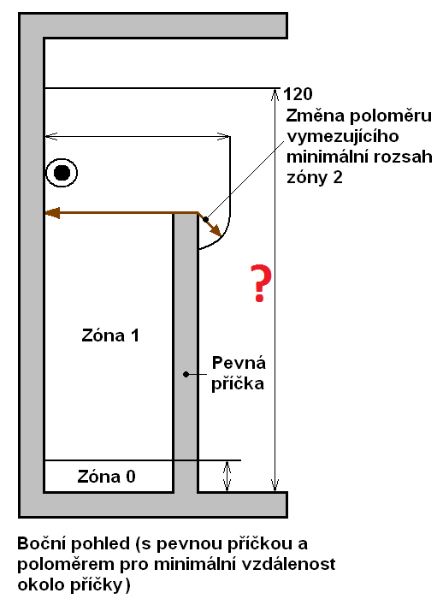 120
Změna poloměru
vymezujícího
minimální rozsah
zóny 2
?
Zóna 1
Pevná
příčka
Zóna 0
Boční pohled (s pevnou příčkou a
poloměrem pro minimální vzdálenost
okolo příčky)